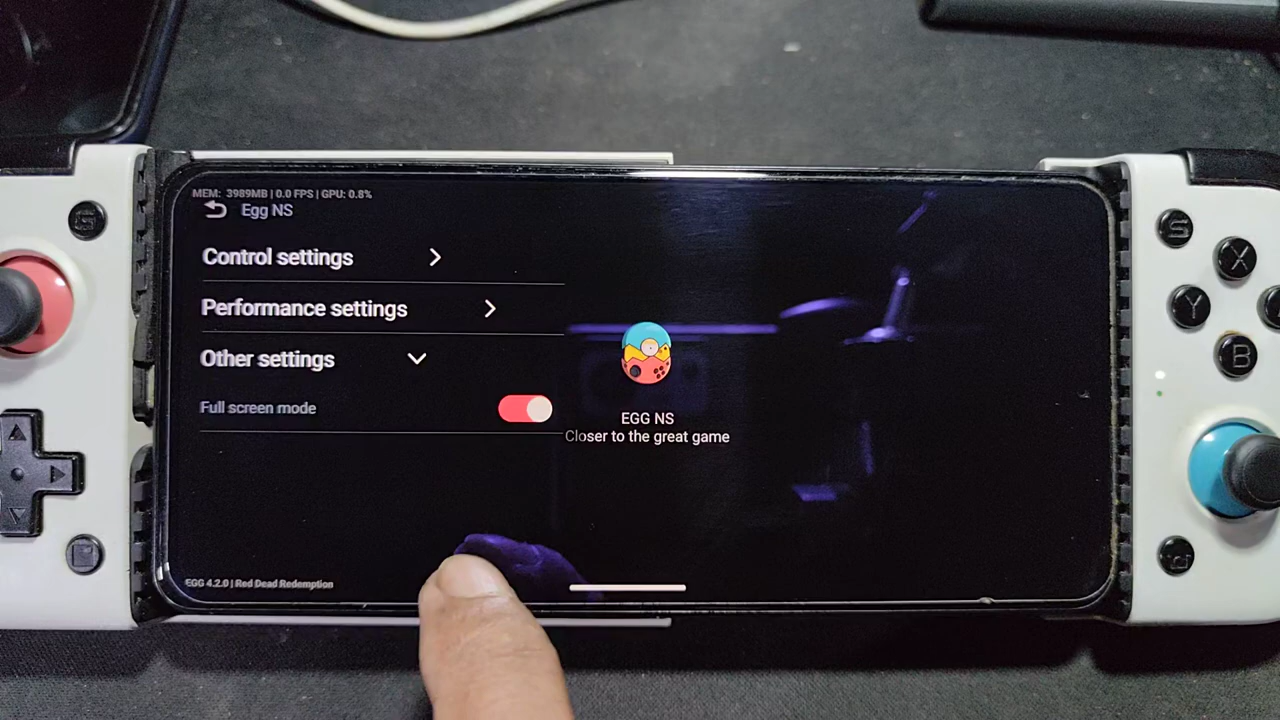 MEM: 3989MB | 0.0 FPS | GPU: 0.8%
Egg NS
Control settings
Performance settings
Other settings
Full screen mode
EGG NS
Closer to the great game
EGG 4.2.0 | Red Dead Redemption
S
X
Y
B